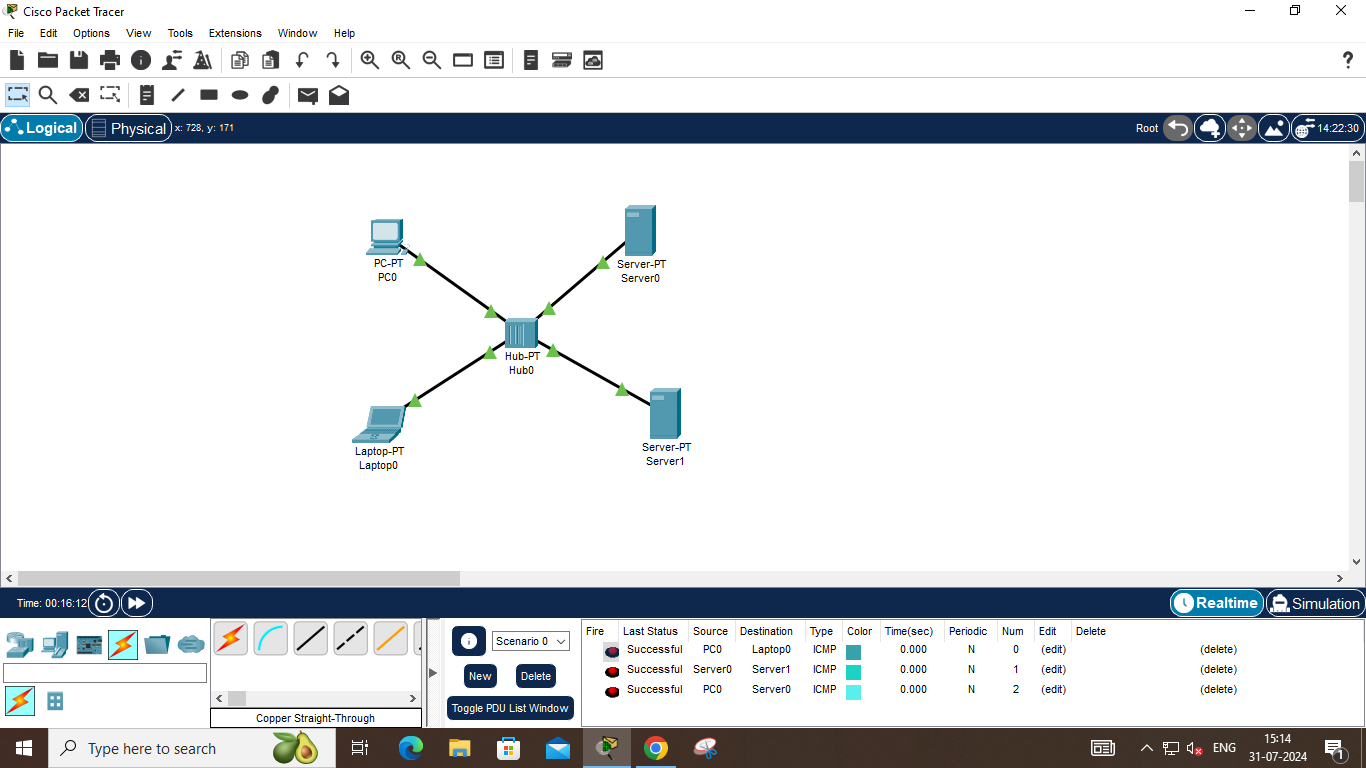 Cisco Packet Tracer
File Edit Options View Tools Extensions Window Help
?
Logical Physical x: 728, y: 171 Root 14:22:30
PC-PT
PC0
Server-PT
Server0
Hub-PT
Hub0
Laptop-PT
Laptop0
Server-PT
Server1
Time: 00:16:12 Realtime Simulation
Scenario 0
New Delete
Toggle PDU List Window
Copper Straight-Through
Fire Last Status Source Destination Type Color Time(sec) Periodic Num Edit Delete
Successful PC0 Laptop0 ICMP 0.000 N 0 (edit) (delete)
Successful Server0 Server1 ICMP 0.000 N 1 (edit) (delete)
Successful PC0 Server0 ICMP 0.000 N 2 (edit) (delete)
Type here to search
ENG
15:14
31-07-2024
1